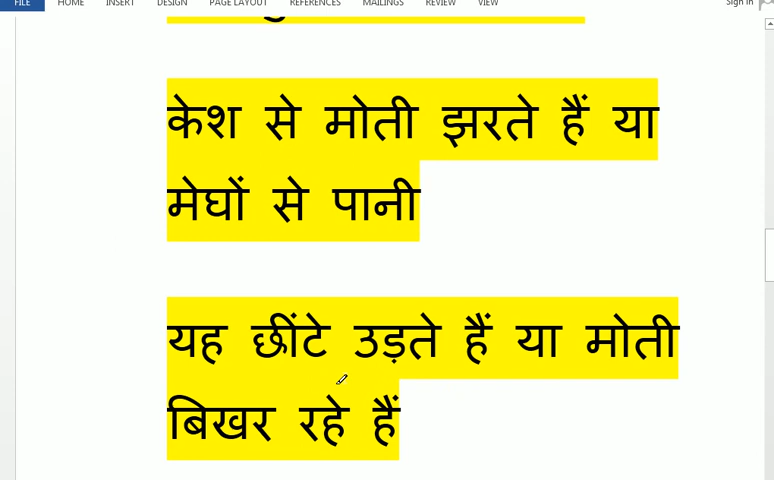 FILE HOME INSERT DESIGN PAGE LAYOUT REFERENCES MAILINGS REVIEW VIEW Sign in
केश से मोती झरते हैं या
मेघों से पानी
यह छींटे उड़ते हैं या मोती
बिखर रहे हैं